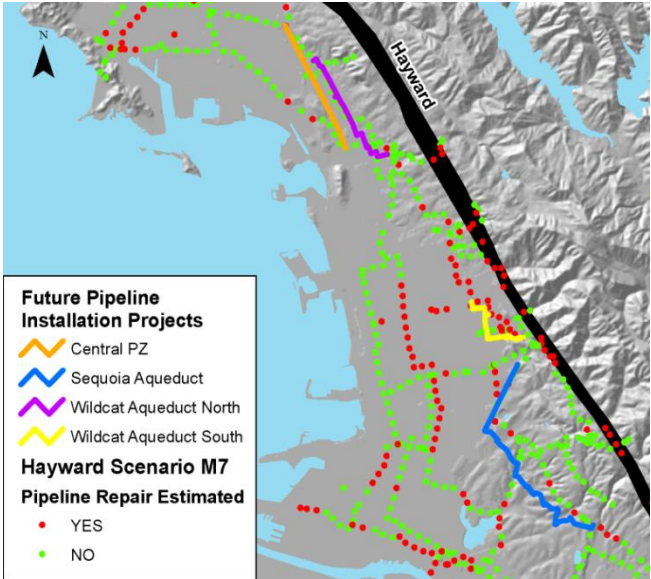 N
Hayward
Future Pipeline
Installation Projects
Central PZ
Sequoia Aqueduct
Wildcat Aqueduct North
Wildcat Aqueduct South
Hayward Scenario M7
Pipeline Repair Estimated
YES
NO